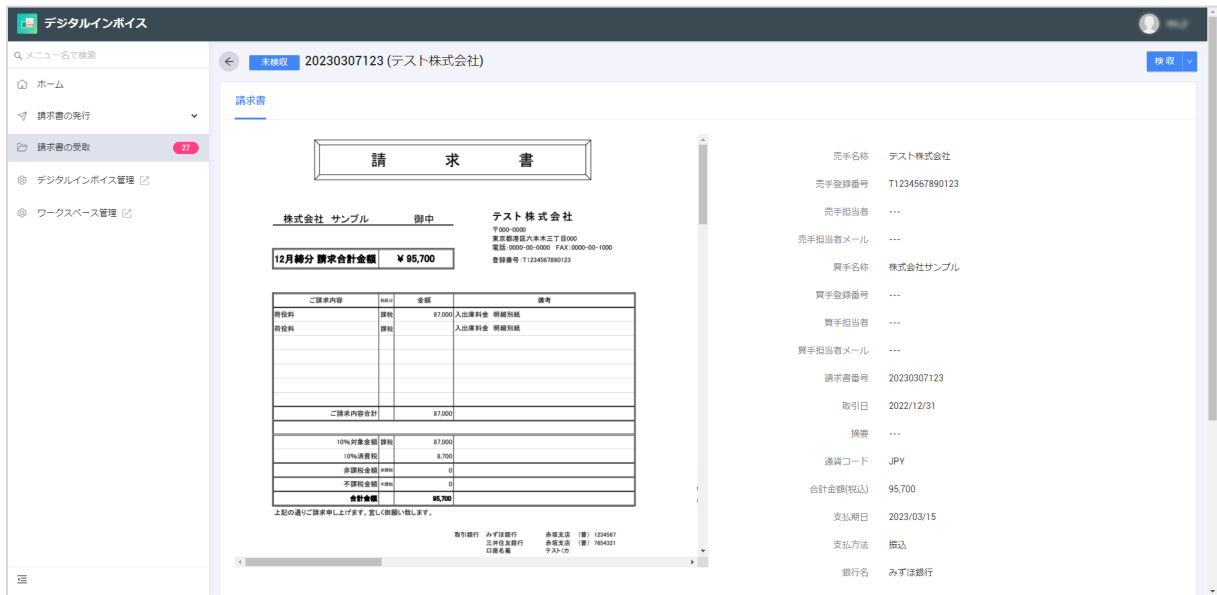 デジタルインボイス
メニュー名で検索
ホーム
請求書の発行
請求書の受取 27
デジタルインボイス管理
ワークスペース管理
未検収 20230307123 (テスト株式会社)
検収
請求書
請 求 書
株式会社 サンプル 御中
テスト株式会社
〒000-0000
東京都港区六本木三丁目000
電話:0000-00-0000 FAX:0000-00-1000
登録番号:T1234567890123
12月締分 請求合計金額 ¥ 95,700
ご請求内容 金額 備考
荷役料 課税 87,000 入出庫料金 明細別紙
荷役料 課税 入出庫料金 明細別紙
ご請求内容合計 87,000
10%対象金額 課税 87,000
10%消費税 8,700
非課税金額 非課税 0
不課税金額 不課税 0
合計金額 95,700
上記の通りご請求申し上げます。宜しく御願い致します。
取引銀行 みずほ銀行 赤坂支店 (普) 1234567
三井住友銀行 赤坂支店 (普) 7654321
口座名義 テスト(カ
売手名称 テスト株式会社
売手登録番号 T1234567890123
売手担当者 ---
売手担当者メール ---
買手名称 株式会社サンプル
買手登録番号 ---
買手担当者 ---
買手担当者メール ---
請求書番号 20230307123
取引日 2022/12/31
摘要 ---
通貨コード JPY
合計金額(税込) 95,700
支払期日 2023/03/15
支払方法 振込
銀行名 みずほ銀行